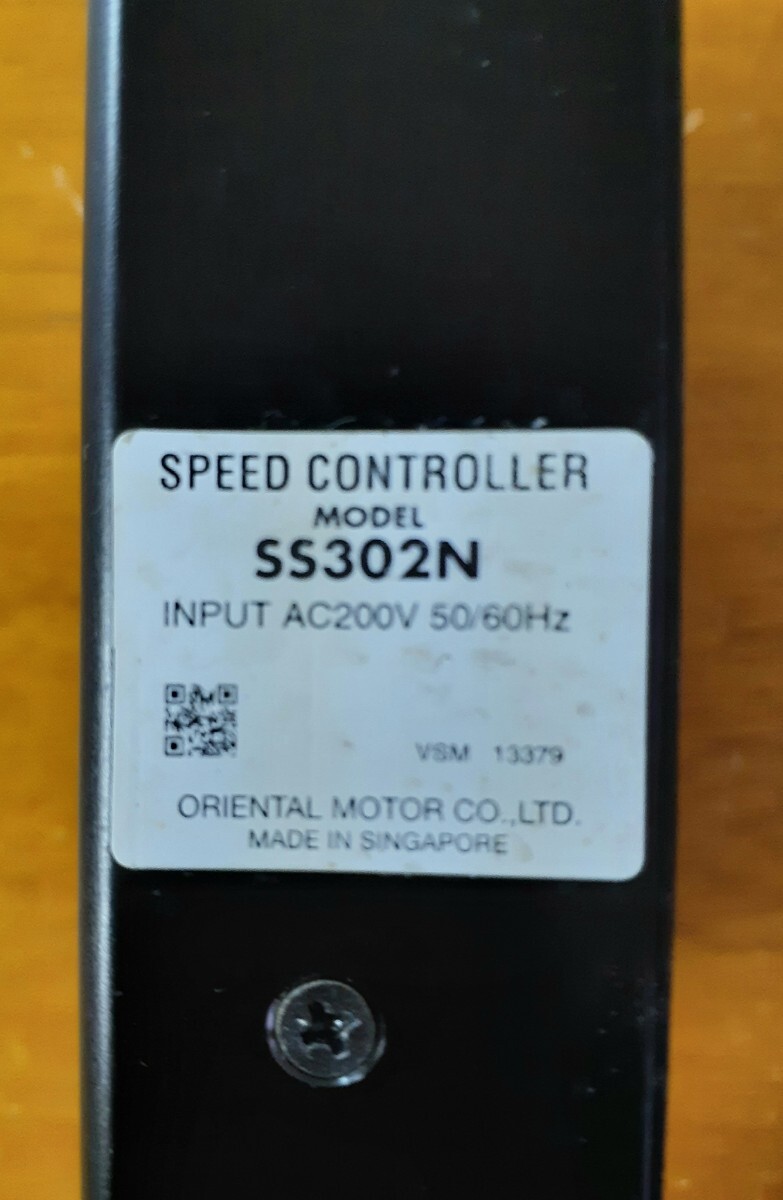 SPEED CONTROLLER
MODEL
SS302N
INPUT AC200V 50/60Hz
VSM 13379
ORIENTAL MOTOR CO.,LTD.
MADE IN SINGAPORE